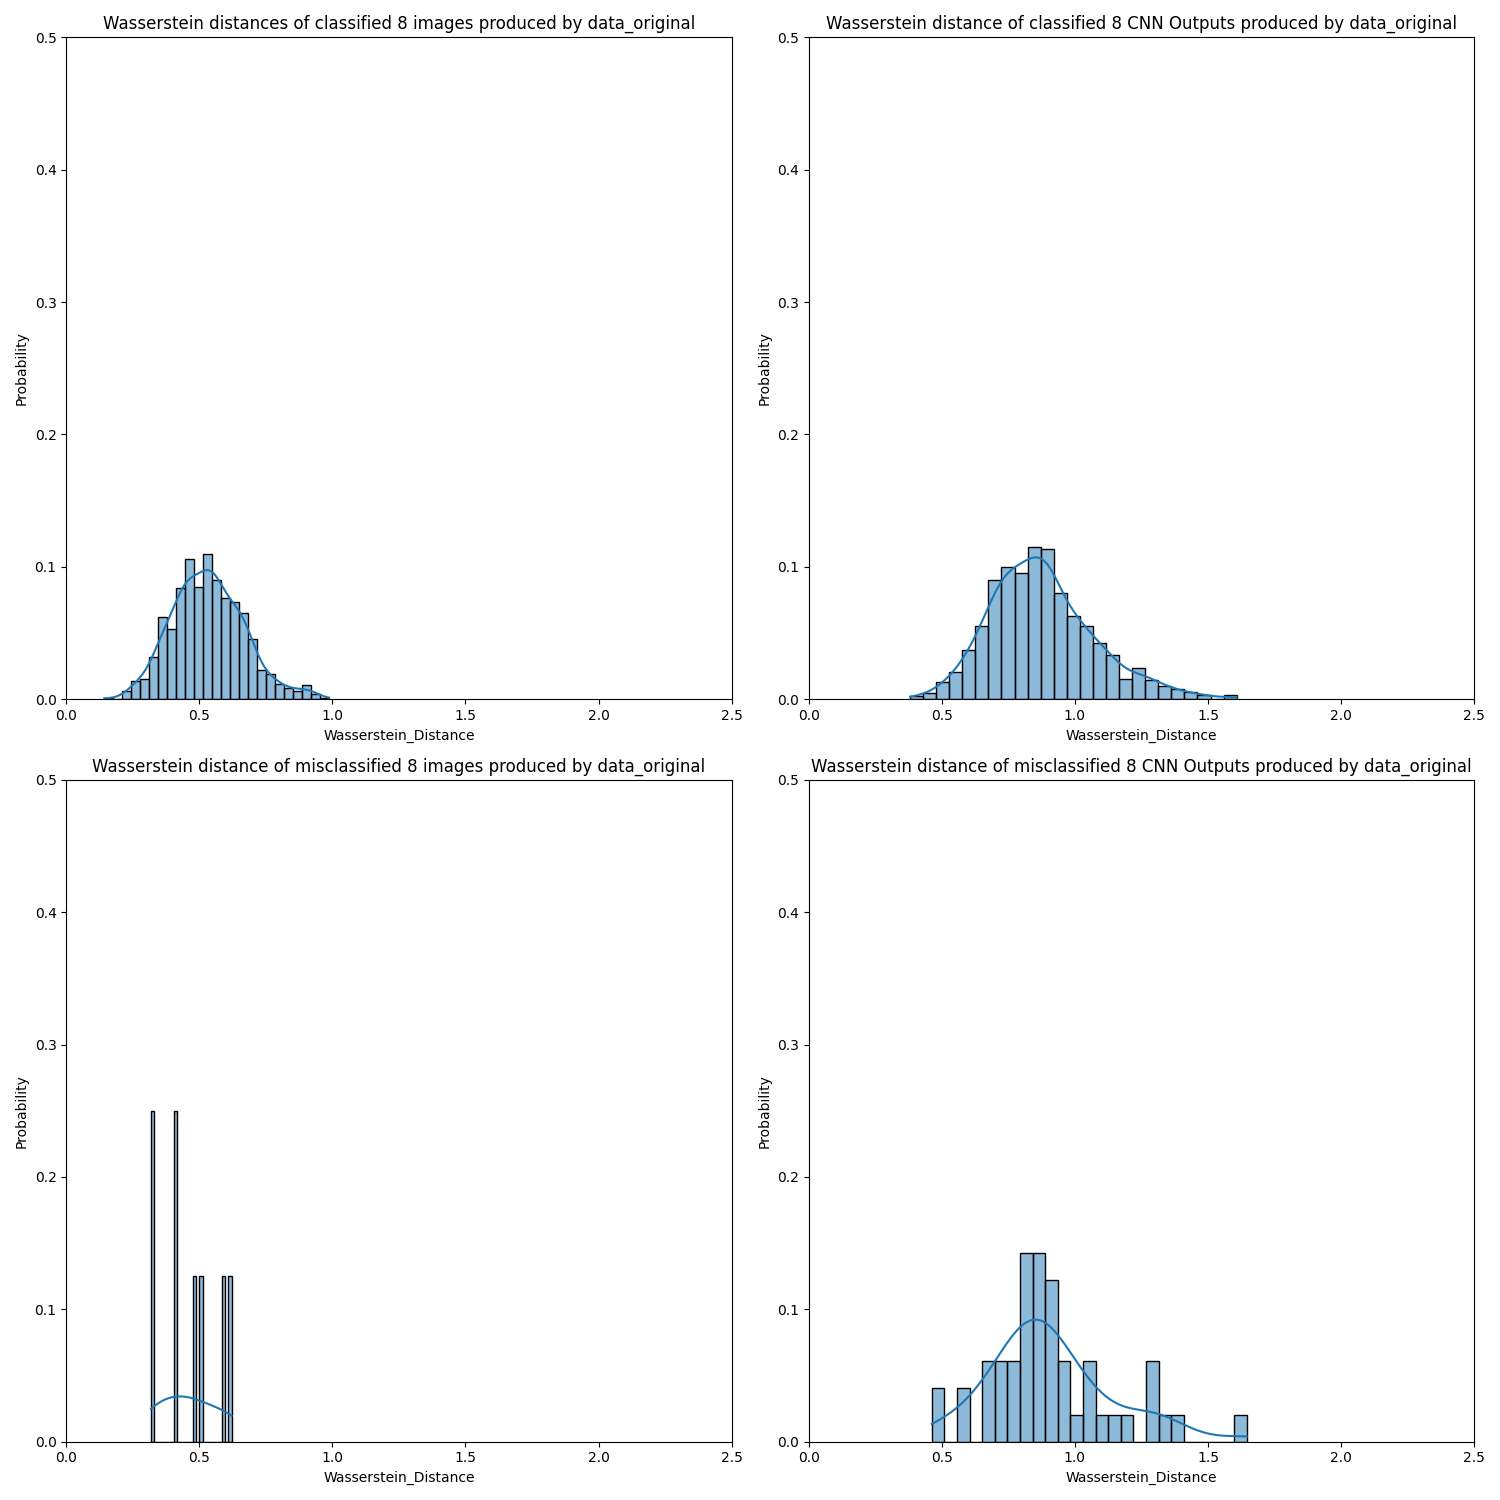 Wasserstein distances of classified 8 images produced by data_original
0.5
0.4
0.3
0.2
0.1
0.0
Probability
0.0 0.5 1.0 1.5 2.0 2.5
Wasserstein_Distance
Wasserstein distance of classified 8 CNN Outputs produced by data_original
0.5
0.4
0.3
0.2
0.1
0.0
Probability
0.0 0.5 1.0 1.5 2.0 2.5
Wasserstein_Distance
Wasserstein distance of misclassified 8 images produced by data_original
0.5
0.4
0.3
0.2
0.1
0.0
Probability
0.0 0.5 1.0 1.5 2.0 2.5
Wasserstein_Distance
Wasserstein distance of misclassified 8 CNN Outputs produced by data_original
0.5
0.4
0.3
0.2
0.1
0.0
Probability
0.0 0.5 1.0 1.5 2.0 2.5
Wasserstein_Distance